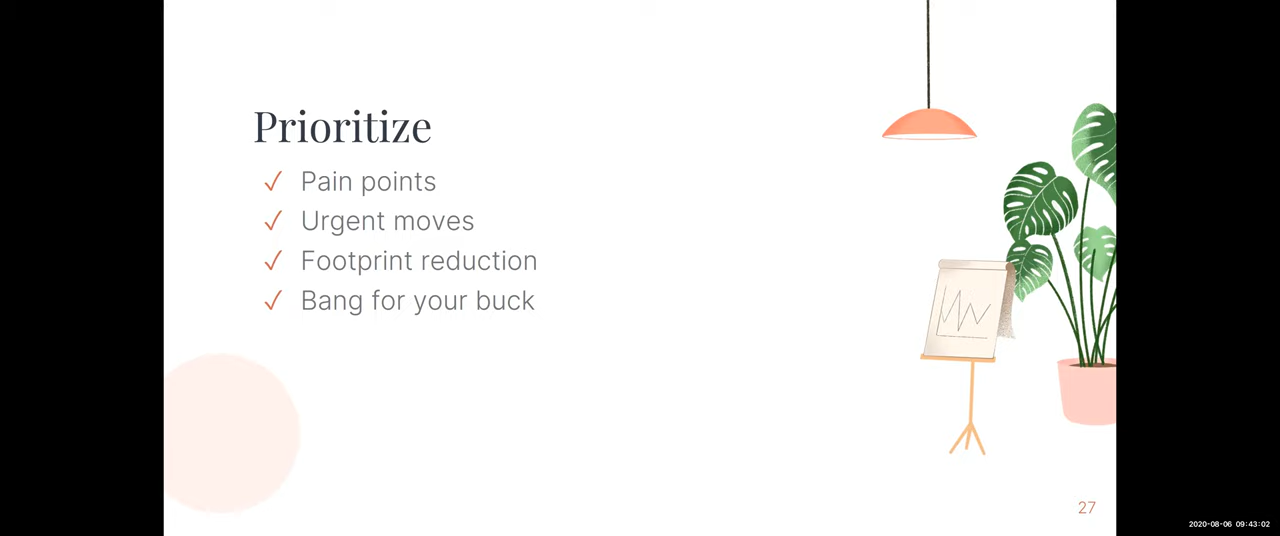 Prioritize
✓ Pain points
✓ Urgent moves
✓ Footprint reduction
✓ Bang for your buck
27
2020-08-06 09:43:02